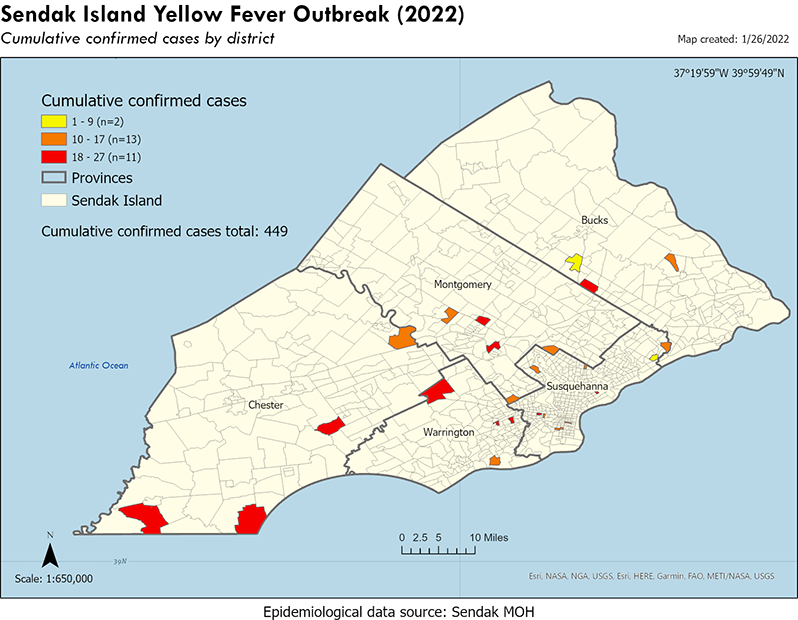 Sendak Island Yellow Fever Outbreak (2022)
Cumulative confirmed cases by district
Map created: 1/26/2022
37°19'59"W 39°59'49"N
Cumulative confirmed cases
1 - 9 (n=2)
10 - 17 (n=13)
18 - 27 (n=11)
Provinces
Sendak Island
Cumulative confirmed cases total: 449
Bucks
Montgomery
Atlantic Ocean
Susquehanna
Chester
Warrington
N
0 2.5 5 10 Miles
39N
Scale: 1:650,000
Esri, NASA, NGA, USGS, Esri, HERE, Garmin, FAO, METI/NASA, USGS
Epidemiological data source: Sendak MOH